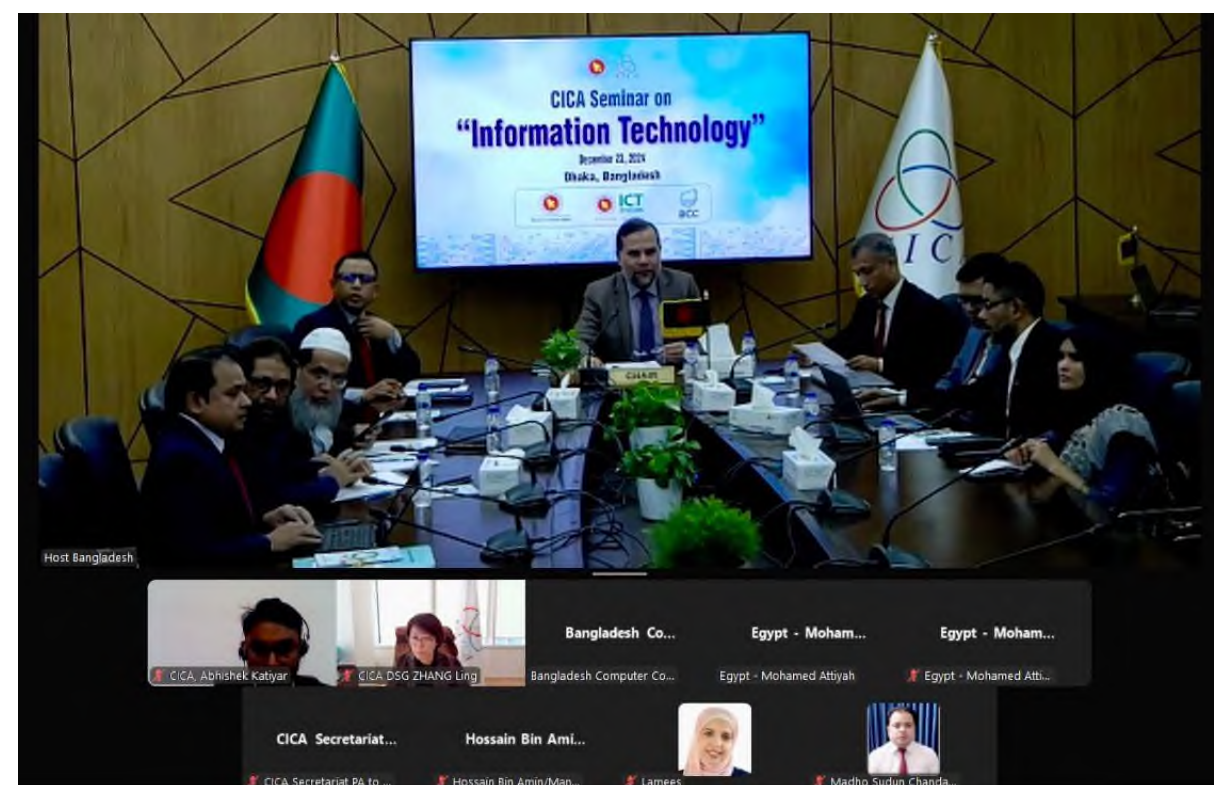 CICA
CICA Seminar on
“Information Technology”
December 23, 2024
Dhaka, Bangladesh
ICT
BCC
CIC
CHAIR
Host Bangladesh
Bangladesh Co...
Egypt - Moham...
Egypt - Moham...
CICA, Abhishek Katiyar
CICA DSG ZHANG Ling
Bangladesh Computer Co...
Egypt - Mohamed Attiyah
Egypt - Mohamed Atti...
CICA Secretariat...
Hossain Bin Ami...
CICA Secretariat PA to ...
Hossain Bin Amin/Man...
Lamees
Madho Sudun Chanda...